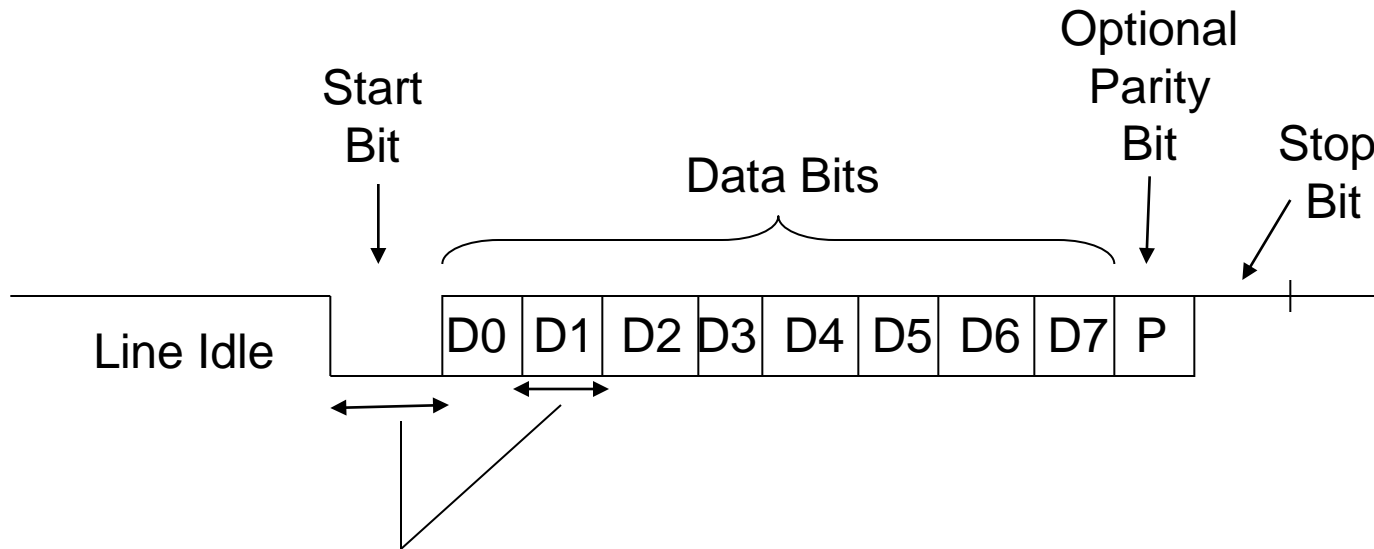 Start
Bit
Data Bits
Optional
Parity
Bit
Stop
Bit
Line Idle
D0 D1 D2 D3 D4 D5 D6 D7 P